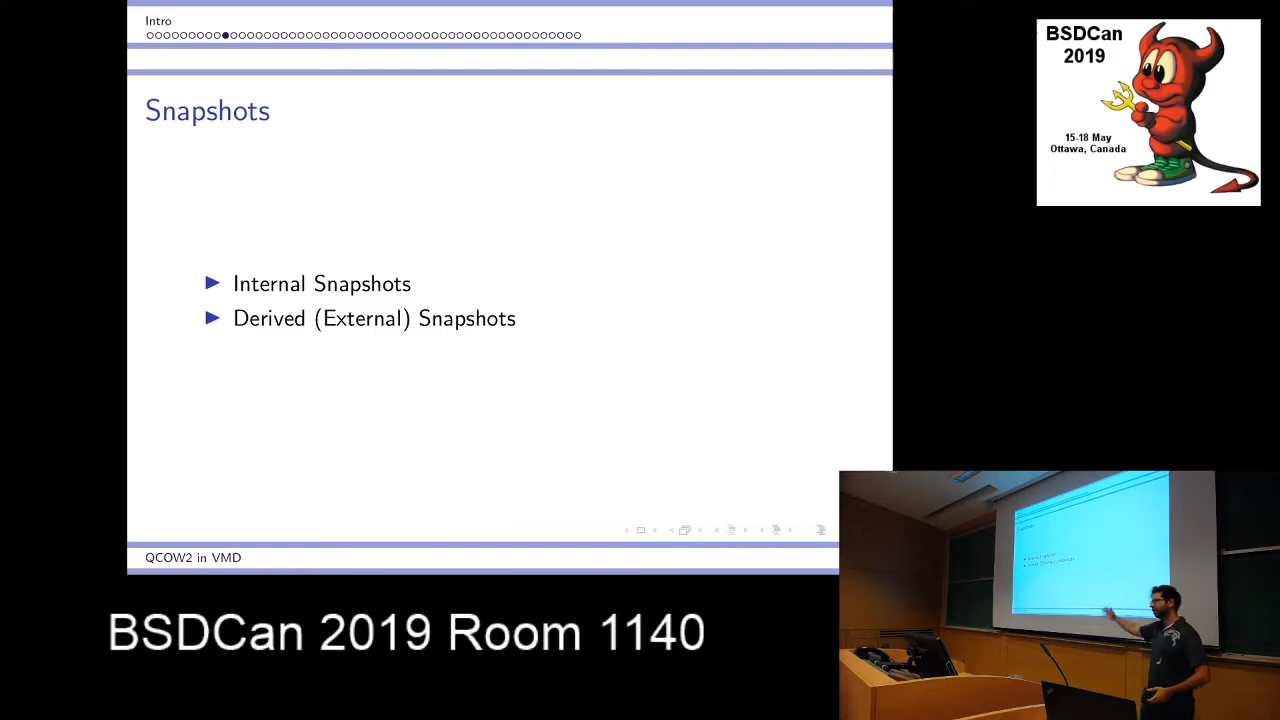 Intro
Snapshots
Internal Snapshots
Derived (External) Snapshots
QCOW2 in VMD
BSDCan
2019
15-18 May
Ottawa, Canada
BSDCan 2019 Room 1140